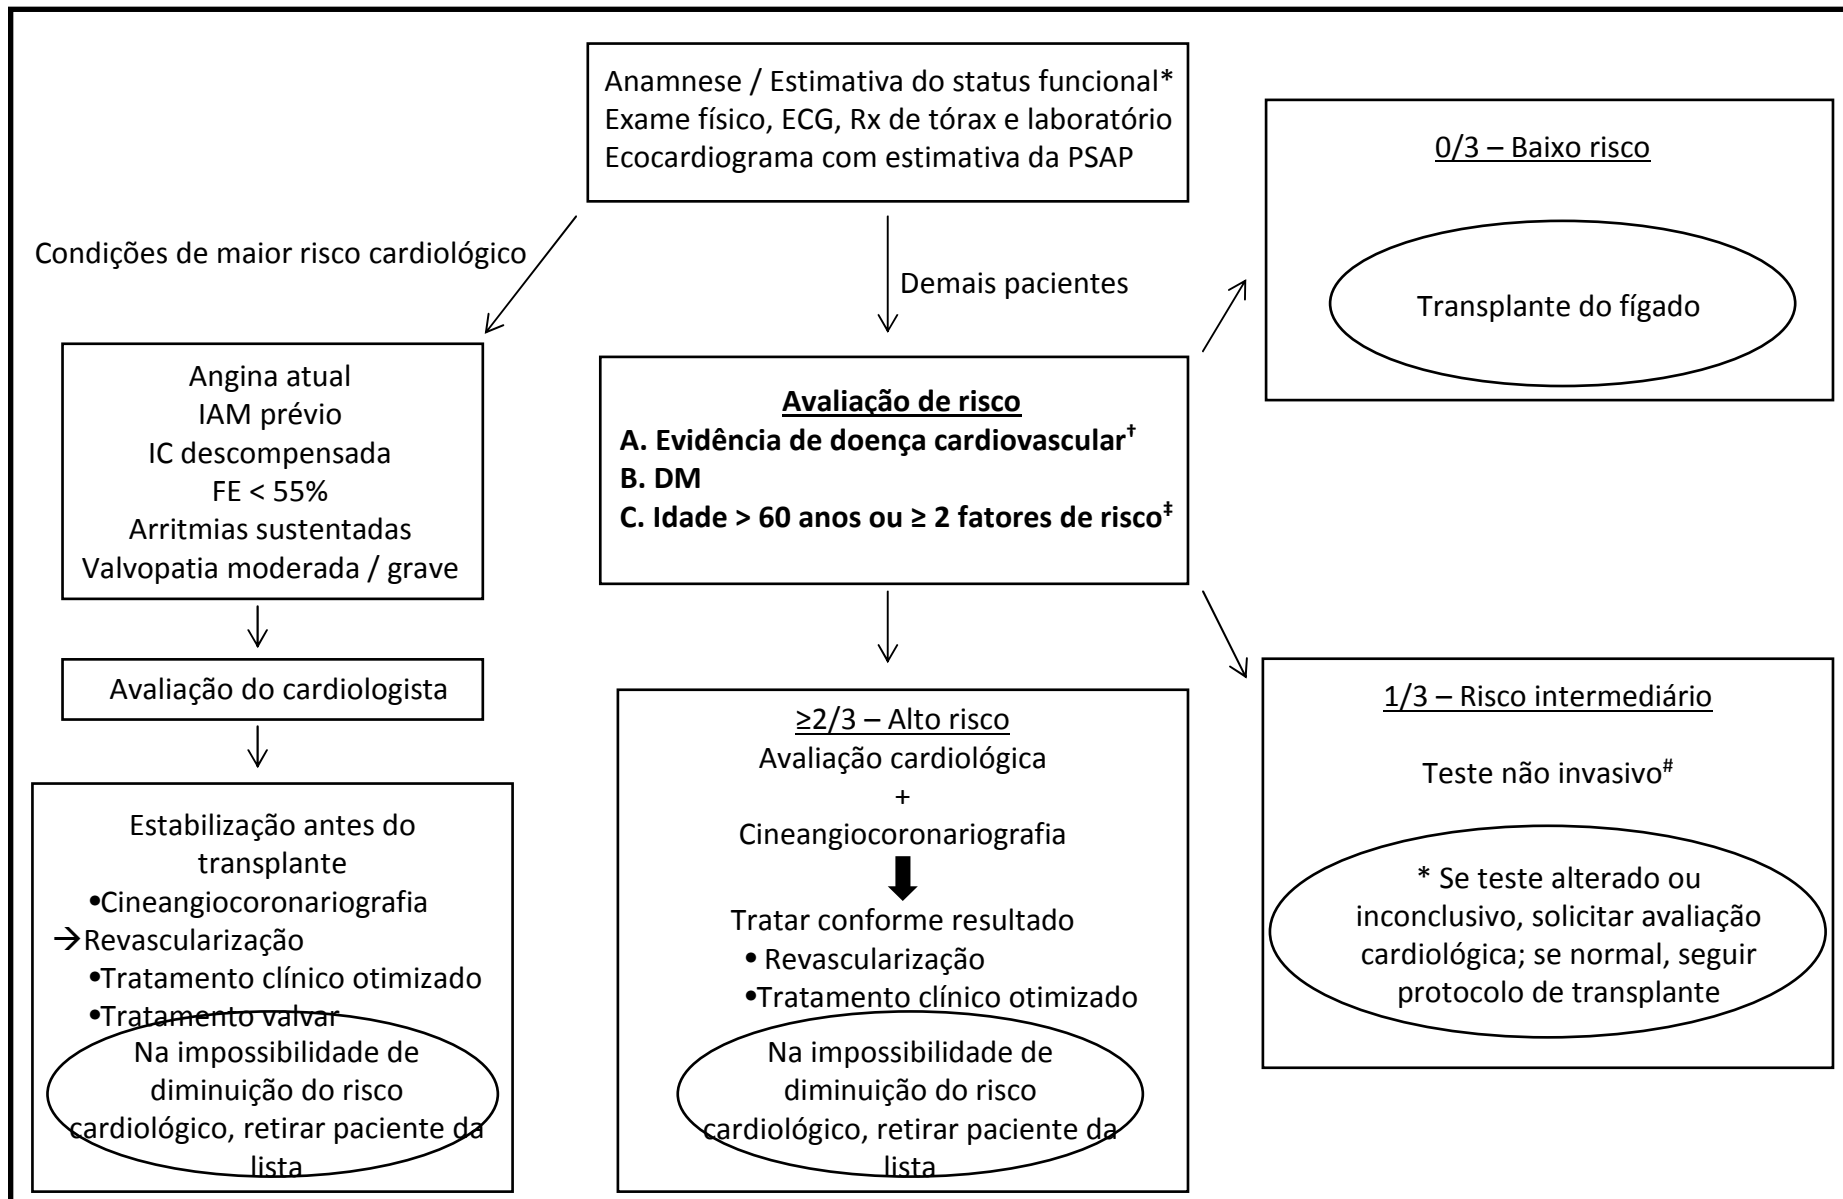 Anamnese / Estimativa do status funcional*
Exame físico, ECG, Rx de tórax e laboratório
Ecocardiograma com estimativa da PSAP
Condições de maior risco cardiológico
Demais pacientes
0/3 – Baixo risco
Transplante do fígado
Angina atual
IAM prévio
IC descompensada
FE < 55%
Arritmias sustentadas
Valvopatia moderada / grave
Avaliação de risco
A. Evidência de doença cardiovascular†
B. DM
C. Idade > 60 anos ou ≥ 2 fatores de risco‡
Avaliação do cardiologista
Estabilização antes do
transplante
•Cineangiocoronariografia
→Revascularização
•Tratamento clínico otimizado
•Tratamento valvar
Na impossibilidade de
diminuição do risco
cardiológico, retirar paciente da
lista
≥2/3 – Alto risco
Avaliação cardiológica
+
Cineangiocoronariografia
Tratar conforme resultado
• Revascularização
•Tratamento clínico otimizado
Na impossibilidade de
diminuição do risco
cardiológico, retirar paciente da
lista
1/3 – Risco intermediário
Teste não invasivo#
* Se teste alterado ou
inconclusivo, solicitar avaliação
cardiológica; se normal, seguir
protocolo de transplante